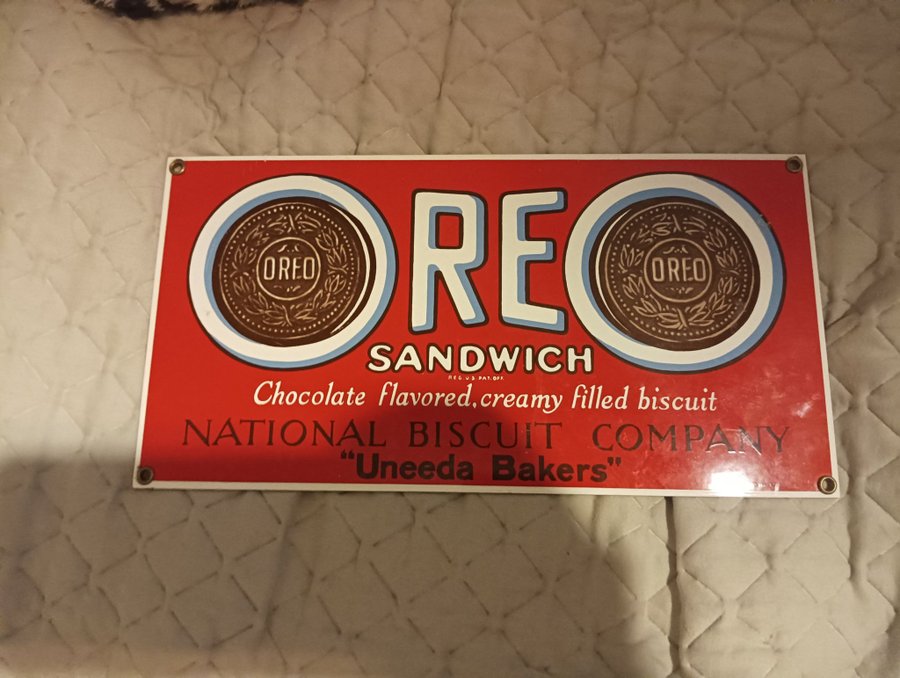 OREO
OREO
OREO
SANDWICH
REG. U.S. PAT. OFF.
Chocolate flavored, creamy filled biscuit
NATIONAL BISCUIT COMPANY
"Uneeda Bakers"